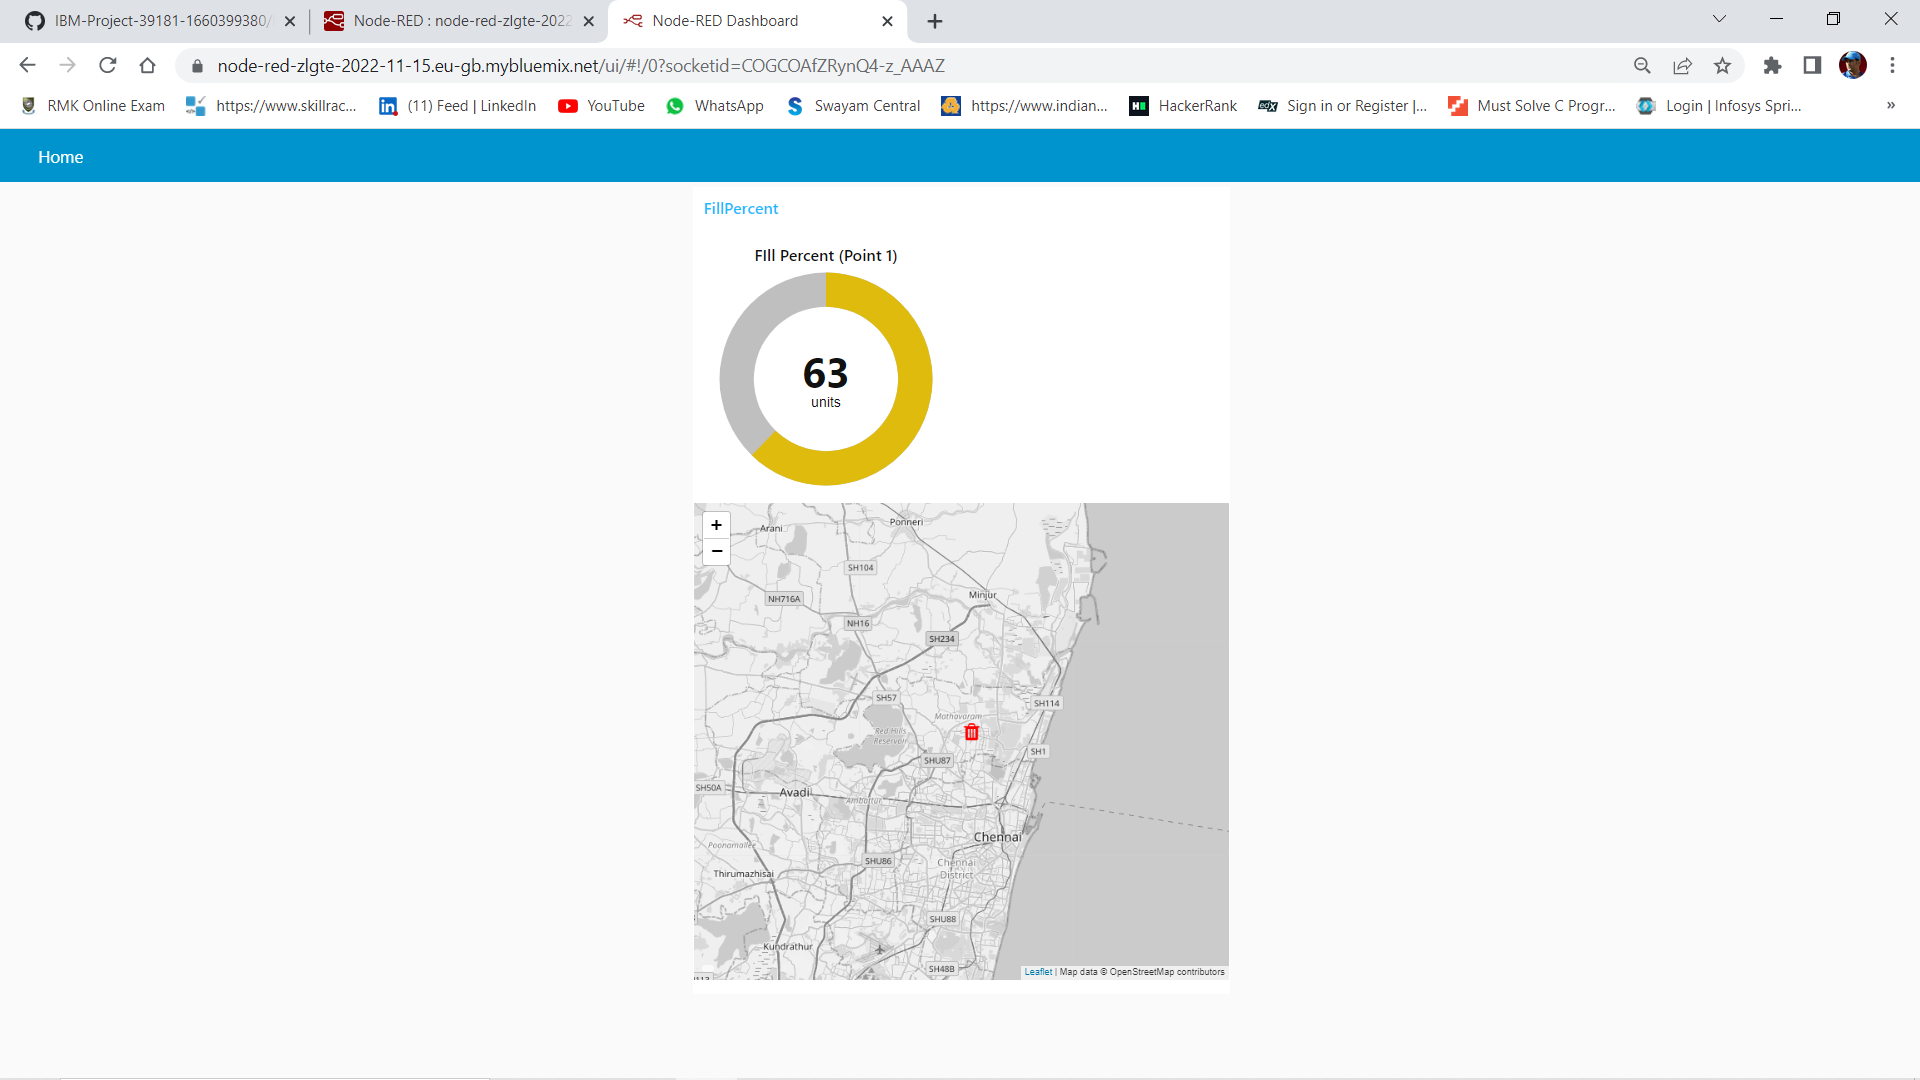 IBM-Project-39181-1660399380/
Node-RED : node-red-zlgte-2022
Node-RED Dashboard
node-red-zlgte-2022-11-15.eu-gb.mybluemix.net/ui/#!/0?socketid=COGCOAfZRynQ4-z_AAAZ
RMK Online Exam
https://www.skillrac...
(11) Feed | LinkedIn
YouTube
WhatsApp
Swayam Central
https://www.indian...
HackerRank
Sign in or Register |...
Must Solve C Progr...
Login | Infosys Spri...
»
Home
FillPercent
FIll Percent (Point 1)
63
units
+
−
Arani
Ponneri
SH104
Minjur
NH716A
NH16
SH234
SH57
SH114
Mathavaram
Red Hills
Reservoir
SH1
SHU87
SH50A
Avadi
Ambattur
Chennai
Poonamallee
SHU86
Chennai
District
Thirumazhisai
SHU88
Kundrathur
SH48B
Leaflet | Map data © OpenStreetMap contributors